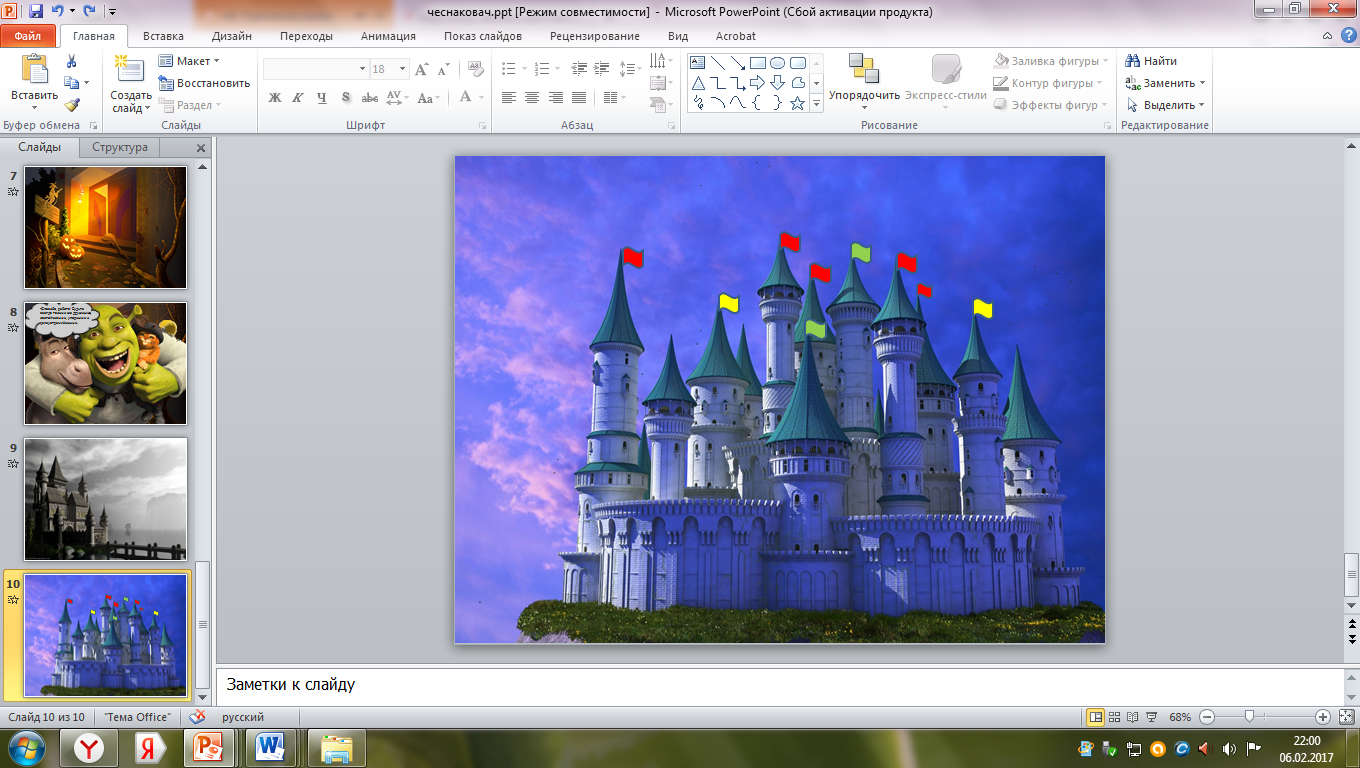 чеснаковач.ppt [Режим совместимости] - Microsoft PowerPoint (Сбой активации продукта)
Файл Главная Вставка Дизайн Переходы Анимация Показ слайдов Рецензирование Вид Acrobat
Вставить
Буфер обмена
Создать слайд
Макет
Восстановить
Раздел
Слайды
18
Ж К Ч S abc AV Aa A
Шрифт
Абзац
Упорядочить
Экспресс-стили
Заливка фигуры
Контур фигуры
Эффекты фигур
Рисование
Найти
Заменить
Выделить
Редактирование
Слайды Структура
7
8
9
10
Заметки к слайду
Слайд 10 из 10 "Тема Office" русский 68%
22:00
06.02.2017